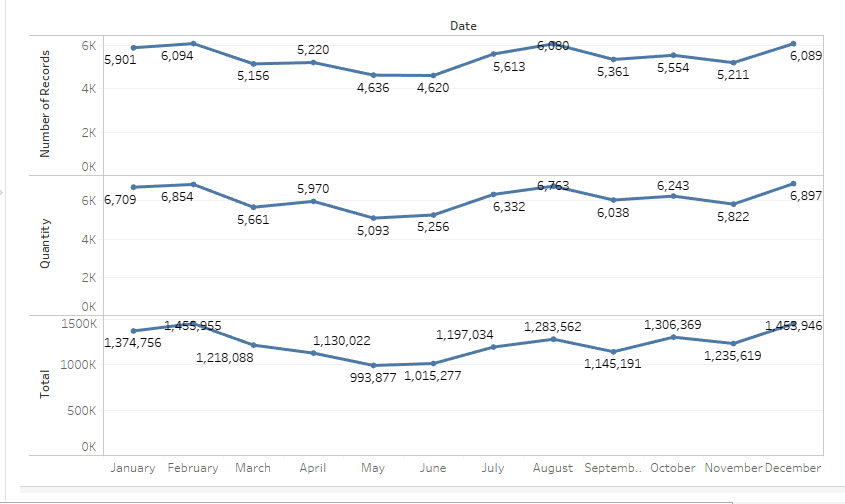 Date
Number of Records
6K
4K
2K
0K
5,901
6,094
5,156
5,220
4,636
4,620
5,613
6,080
5,361
5,554
5,211
6,089
Quantity
6K
4K
2K
0K
6,709
6,854
5,661
5,970
5,093
5,256
6,332
6,763
6,038
6,243
5,822
6,897
Total
1500K
1000K
500K
0K
1,374,756
1,455,955
1,218,088
1,130,022
993,877
1,015,277
1,197,034
1,283,562
1,145,191
1,306,369
1,235,619
1,453,946
January February March April May June July August Septemb.. October November December